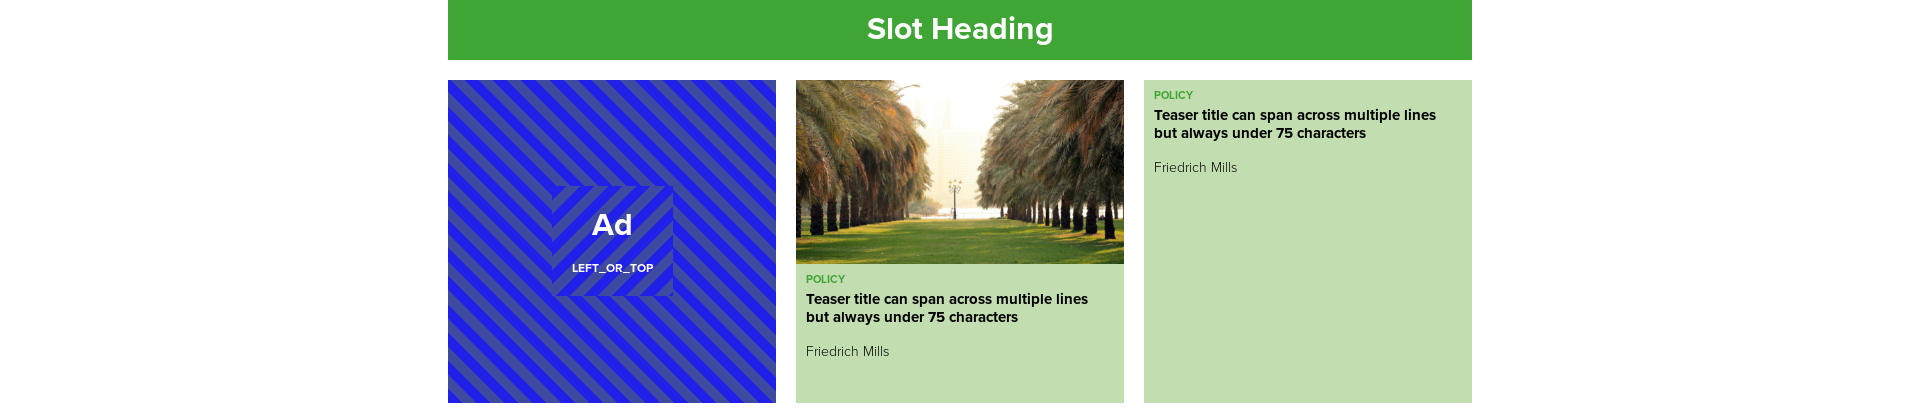 Slot Heading
Ad
LEFT_OR_TOP
POLICY
Teaser title can span across multiple lines
but always under 75 characters
Friedrich Mills
POLICY
Teaser title can span across multiple lines
but always under 75 characters
Friedrich Mills